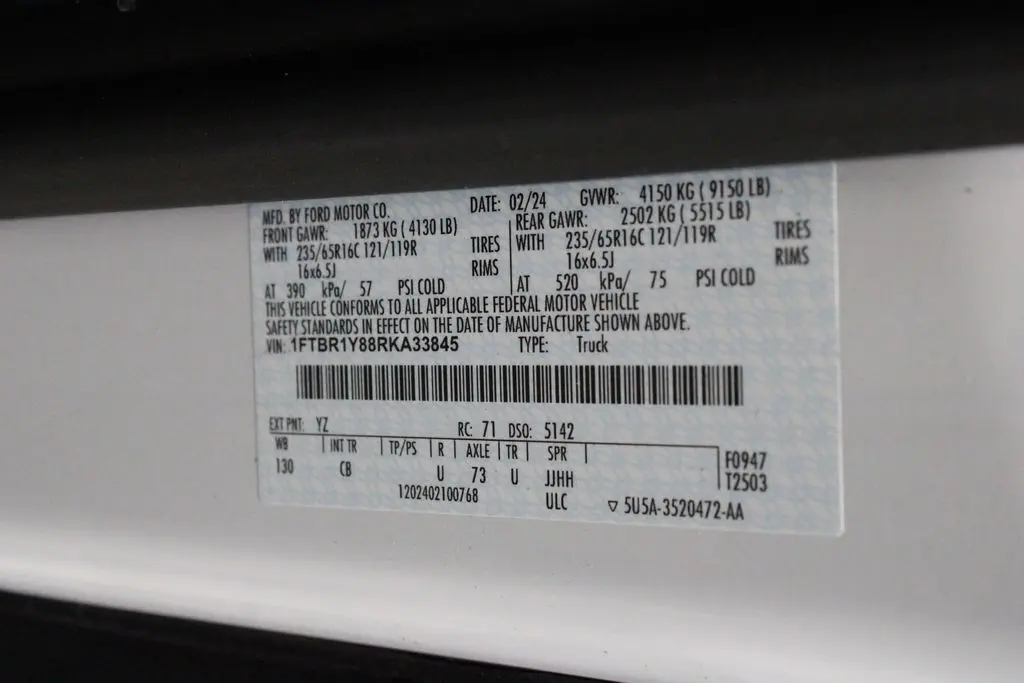 MFD. BY FORD MOTOR CO. DATE: 02/24 GVWR: 4150 KG ( 9150 LB)
FRONT GAWR: 1873 KG ( 4130 LB) REAR GAWR: 2502 KG ( 5515 LB)
WITH 235/65R16C 121/119R TIRES WITH 235/65R16C 121/119R TIRES
16x6.5J RIMS 16x6.5J RIMS
AT 390 kPa/ 57 PSI COLD AT 520 kPa/ 75 PSI COLD
THIS VEHICLE CONFORMS TO ALL APPLICABLE FEDERAL MOTOR VEHICLE
SAFETY STANDARDS IN EFFECT ON THE DATE OF MANUFACTURE SHOWN ABOVE.
VIN: 1FTBR1Y88RKA33845 TYPE: Truck
EXT PNT: YZ RC: 71 DSO: 5142
WB INT TR TP/PS R AXLE TR SPR
130 CB U 73 U JJHH
F0947
T2503
1202402100768 ULC ▽ 5U5A-3520472-AA